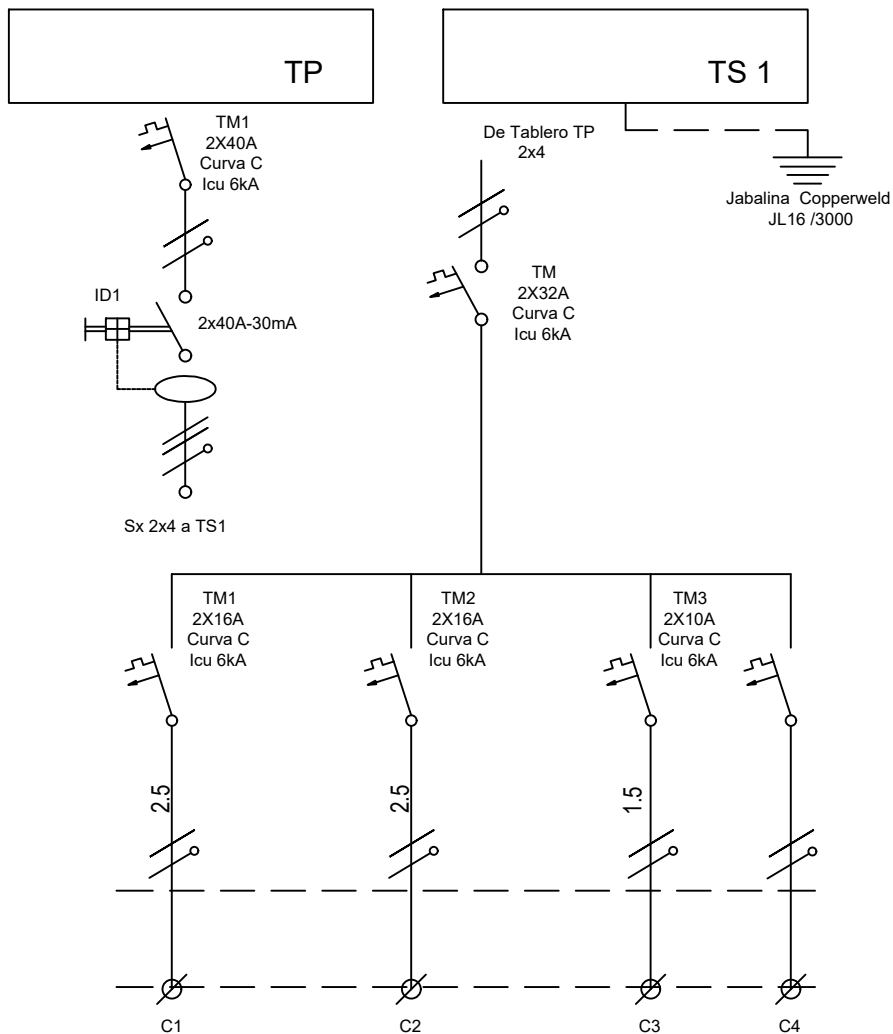 TP
TM1
2X40A
Curva C
Icu 6kA
ID1
2x40A-30mA
Sx 2x4 a TS1
TS 1
De Tablero TP
2x4
Jabalina Copperweld
JL16 /3000
TM
2X32A
Curva C
Icu 6kA
TM1
2X16A
Curva C
Icu 6kA
TM2
2X16A
Curva C
Icu 6kA
TM3
2X10A
Curva C
Icu 6kA
2.5
2.5
1.5
C1
C2
C3
C4